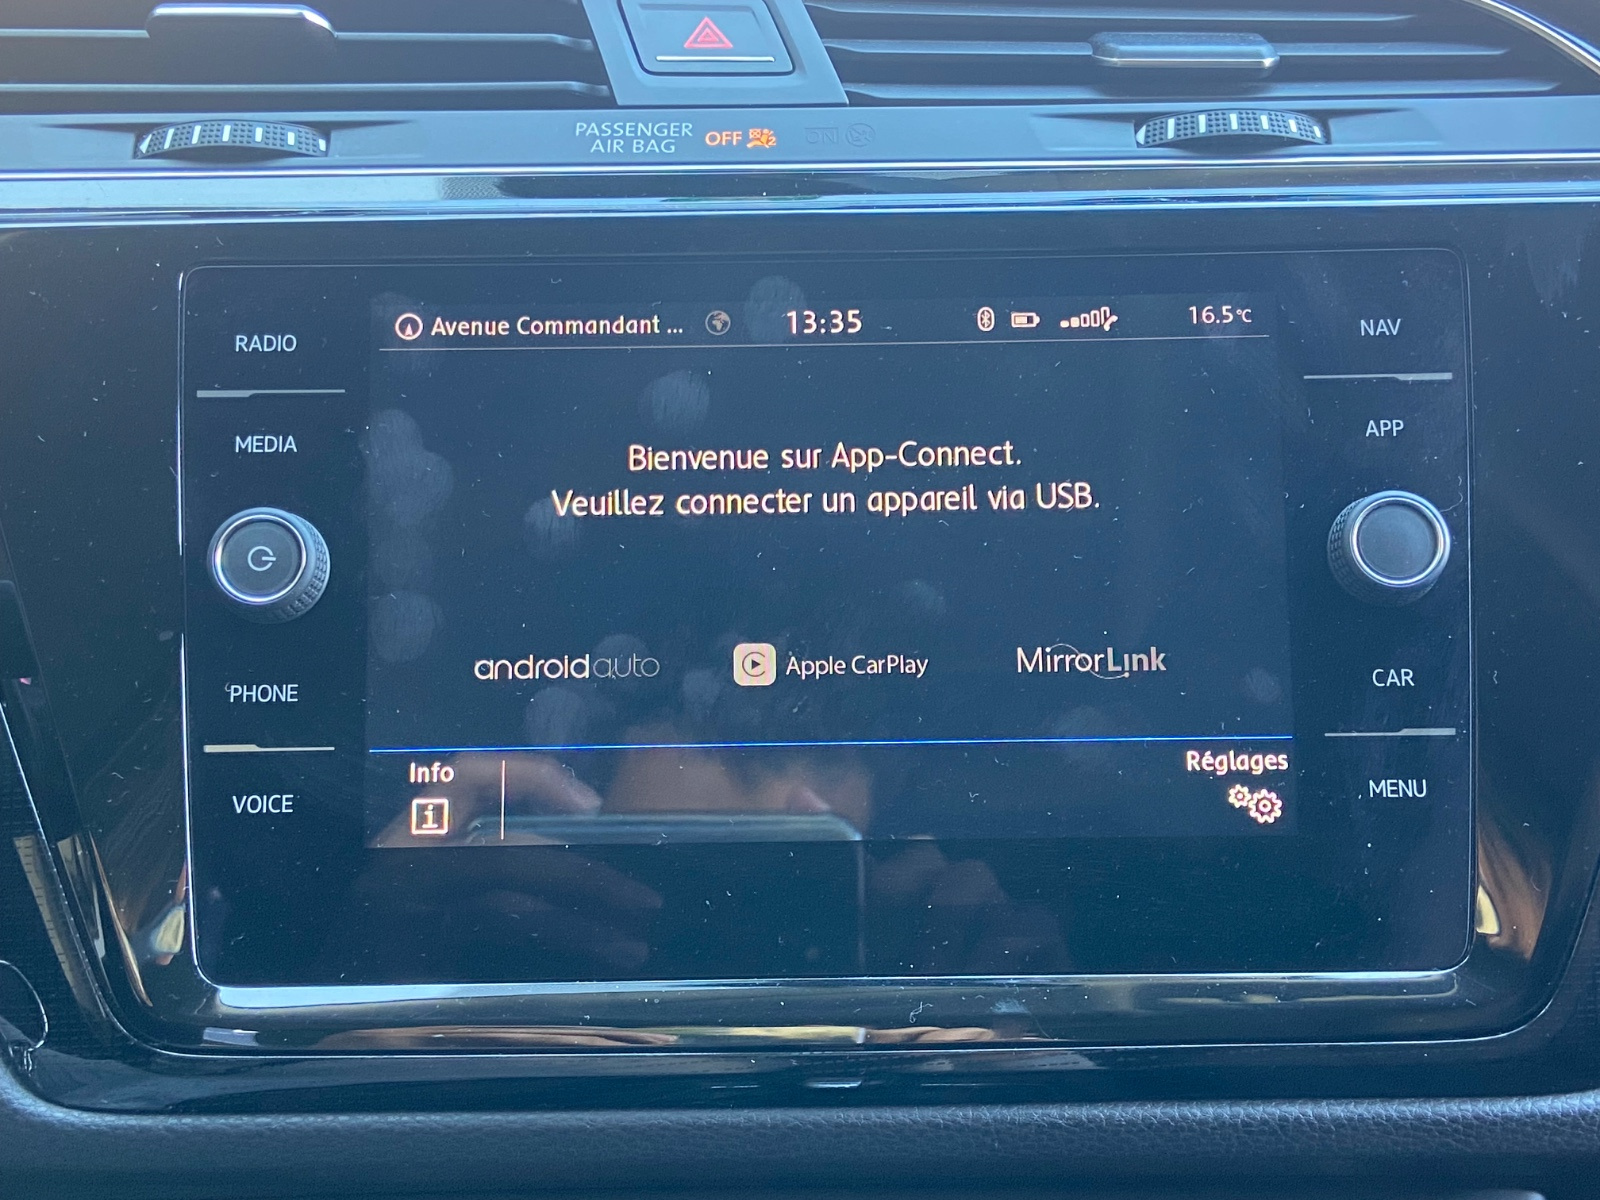 PASSENGER
AIR BAG
OFF
ON
Avenue Commandant ... 13:35 16.5°C
RADIO
MEDIA
PHONE
VOICE
Bienvenue sur App-Connect.
Veuillez connecter un appareil via USB.
androidauto
Apple CarPlay
MirrorLink
Info
Réglages
NAV
APP
CAR
MENU